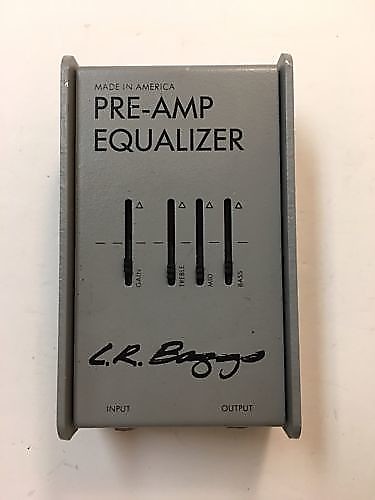 MADE IN AMERICA
PRE-AMP
EQUALIZER
GAIN
TREBLE
MID
BASS
L.R. Baggs
INPUT OUTPUT